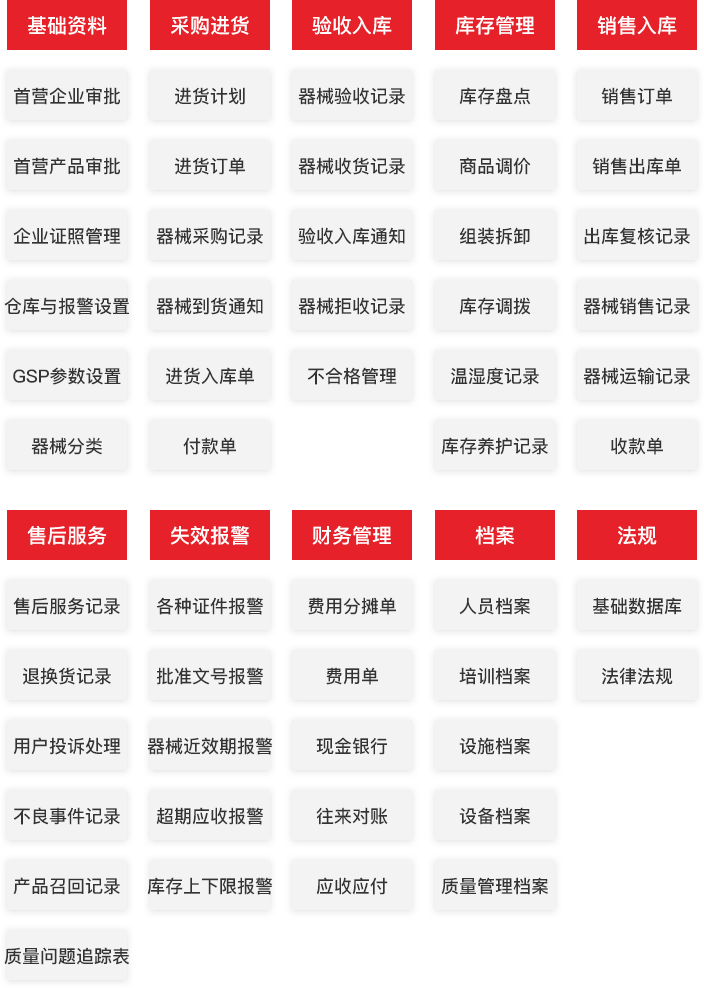 基础资料
采购进货
验收入库
库存管理
销售入库
首营企业审批
进货计划
器械验收记录
库存盘点
销售订单
首营产品审批
进货订单
器械收货记录
商品调价
销售出库单
企业证照管理
器械采购记录
验收入库通知
组装拆卸
出库复核记录
仓库与报警设置
器械到货通知
器械拒收记录
库存调拨
器械销售记录
GSP参数设置
进货入库单
不合格管理
温湿度记录
器械运输记录
器械分类
付款单
库存养护记录
收款单
售后服务
失效报警
财务管理
档案
法规
售后服务记录
各种证件报警
费用分摊单
人员档案
基础数据库
退换货记录
批准文号报警
费用单
培训档案
法律法规
用户投诉处理
器械近效期报警
现金银行
设施档案
不良事件记录
超期应收报警
往来对账
设备档案
产品召回记录
库存上下限报警
应收应付
质量管理档案
质量问题追踪表